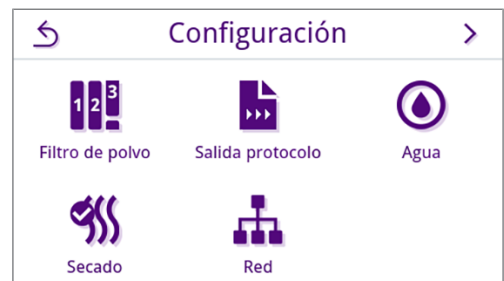 Configuración
1 2 3
Filtro de polvo
Salida protocolo
Agua
Secado
Red